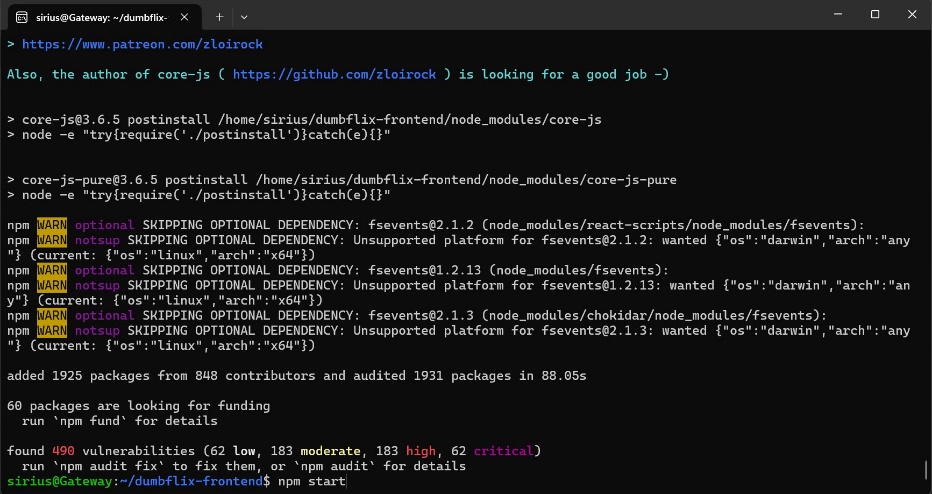 sirius@Gateway: ~/dumbflix-
> https://www.patreon.com/zloirock
Also, the author of core-js ( https://github.com/zloirock ) is looking for a good job -)
> core-js@3.6.5 postinstall /home/sirius/dumbflix-frontend/node_modules/core-js
> node -e "try{require('./postinstall')}catch(e){}"
> core-js-pure@3.6.5 postinstall /home/sirius/dumbflix-frontend/node_modules/core-js-pure
> node -e "try{require('./postinstall')}catch(e){}"
npm WARN optional SKIPPING OPTIONAL DEPENDENCY: fsevents@2.1.2 (node_modules/react-scripts/node_modules/fsevents):
npm WARN notsup SKIPPING OPTIONAL DEPENDENCY: Unsupported platform for fsevents@2.1.2: wanted {"os":"darwin","arch":"any
"} (current: {"os":"linux","arch":"x64"})
npm WARN optional SKIPPING OPTIONAL DEPENDENCY: fsevents@1.2.13 (node_modules/fsevents):
npm WARN notsup SKIPPING OPTIONAL DEPENDENCY: Unsupported platform for fsevents@1.2.13: wanted {"os":"darwin","arch":"an
y"} (current: {"os":"linux","arch":"x64"})
npm WARN optional SKIPPING OPTIONAL DEPENDENCY: fsevents@2.1.3 (node_modules/chokidar/node_modules/fsevents):
npm WARN notsup SKIPPING OPTIONAL DEPENDENCY: Unsupported platform for fsevents@2.1.3: wanted {"os":"darwin","arch":"any
"} (current: {"os":"linux","arch":"x64"})
added 1925 packages from 848 contributors and audited 1931 packages in 88.05s
60 packages are looking for funding
run `npm fund` for details
found 490 vulnerabilities (62 low, 183 moderate, 183 high, 62 critical)
run `npm audit fix` to fix them, or `npm audit` for details
sirius@Gateway:~/dumbflix-frontend$ npm start